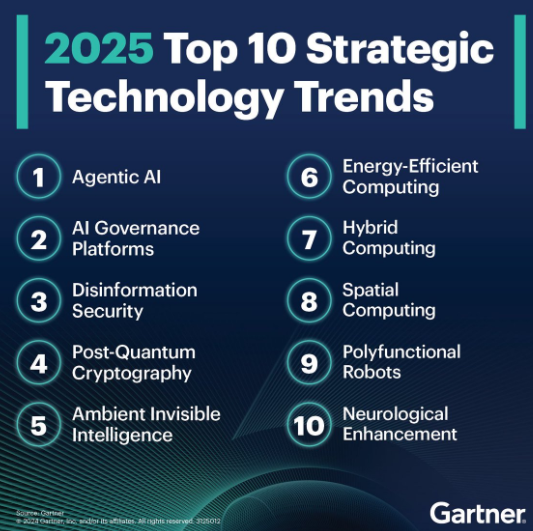 2025 Top 10 Strategic
Technology Trends
1 Agentic AI
2 AI Governance
Platforms
3 Disinformation
Security
4 Post-Quantum
Cryptography
5 Ambient Invisible
Intelligence
6 Energy-Efficient
Computing
7 Hybrid
Computing
8 Spatial
Computing
9 Polyfunctional
Robots
10 Neurological
Enhancement
Source: Gartner
© 2024 Gartner, Inc. and/or its affiliates. All rights reserved. 3125012
Gartner®